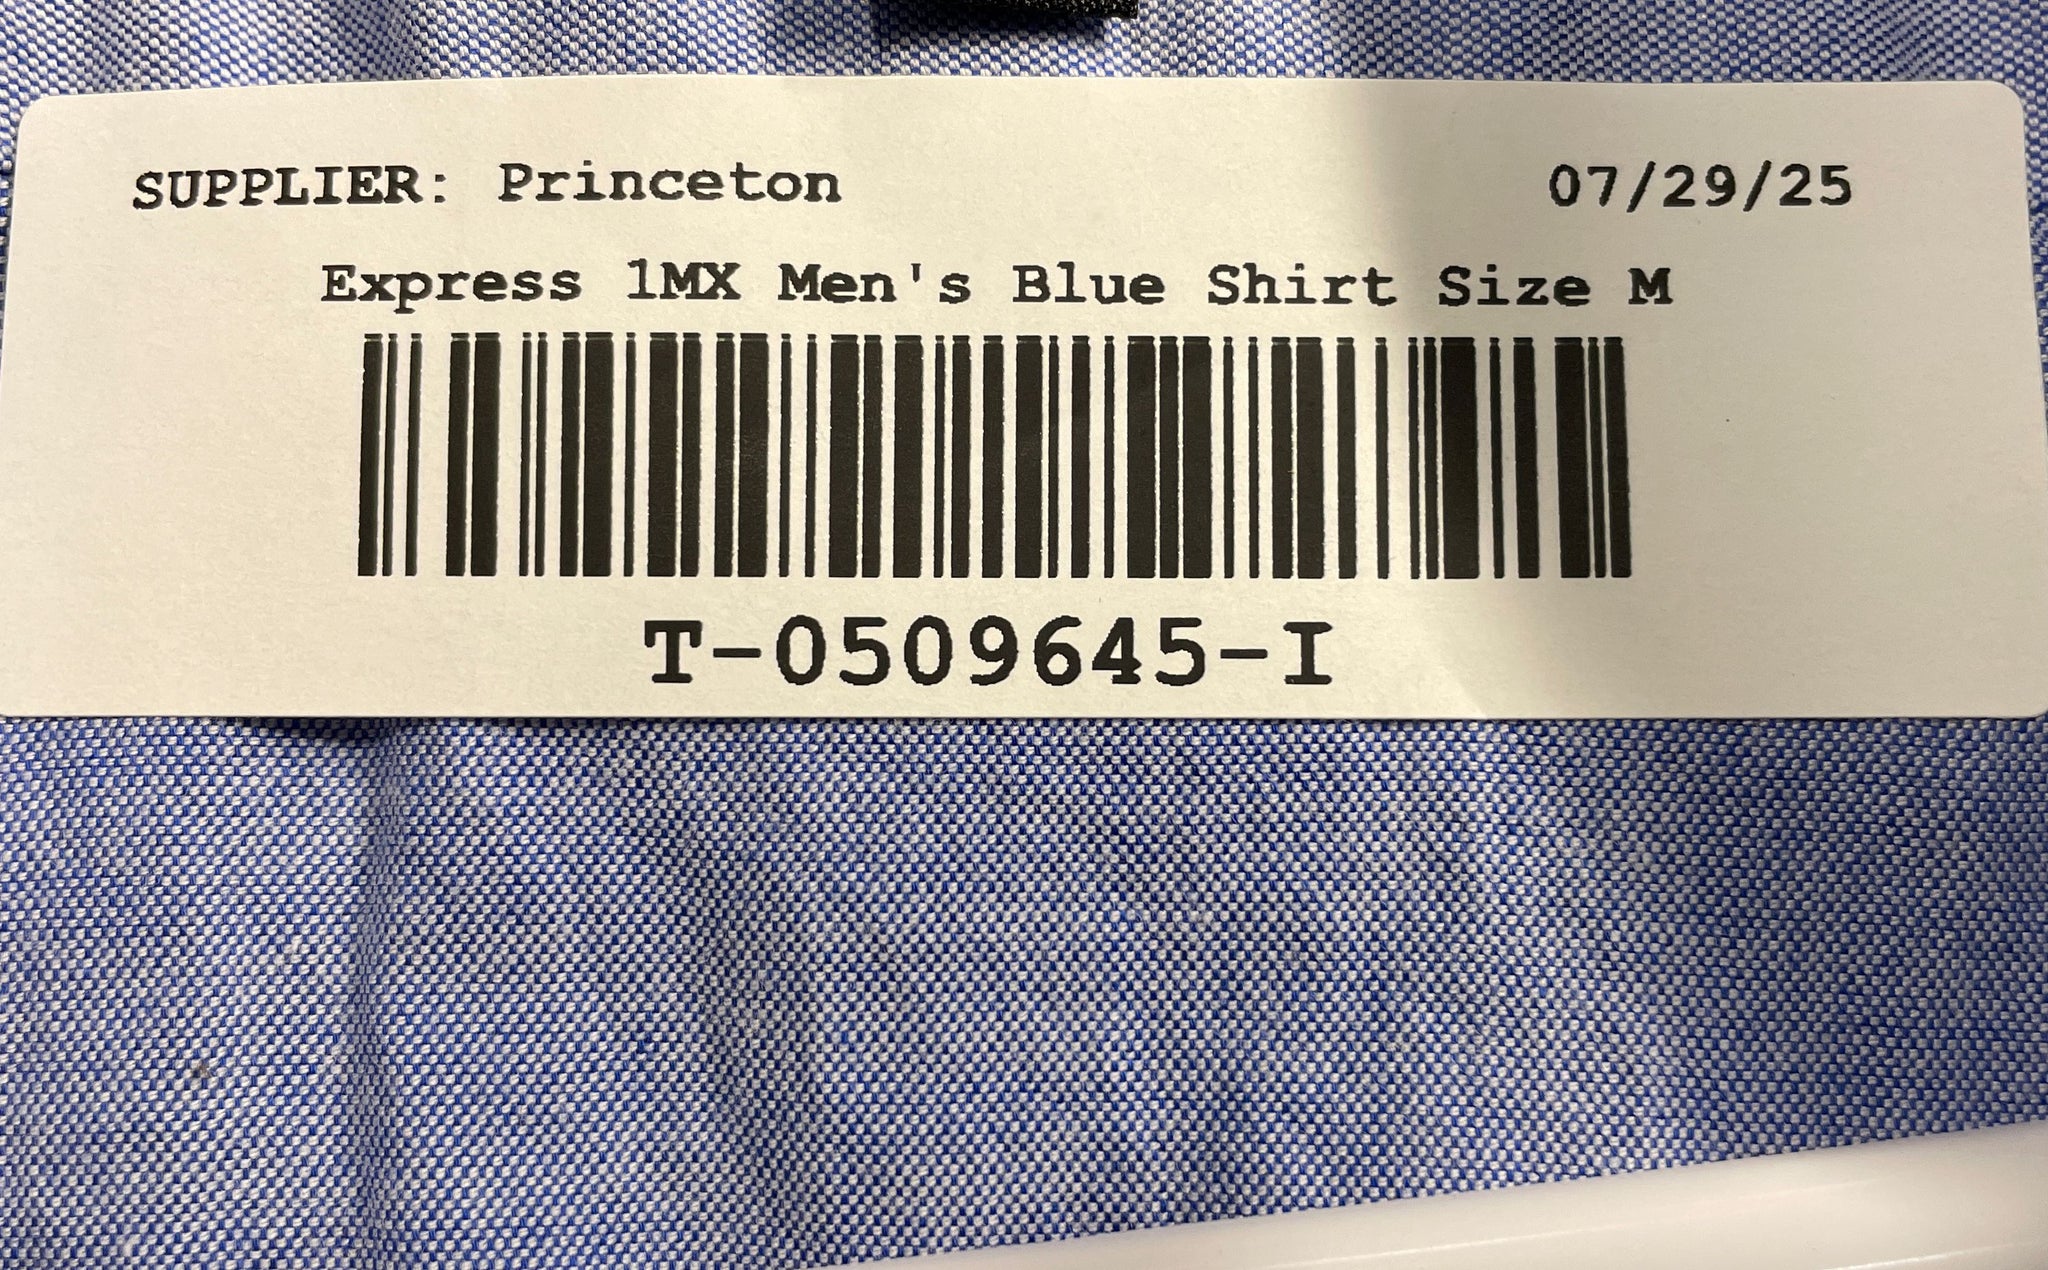 SUPPLIER: Princeton 07/29/25
Express 1MX Men's Blue Shirt Size M
T-0509645-I